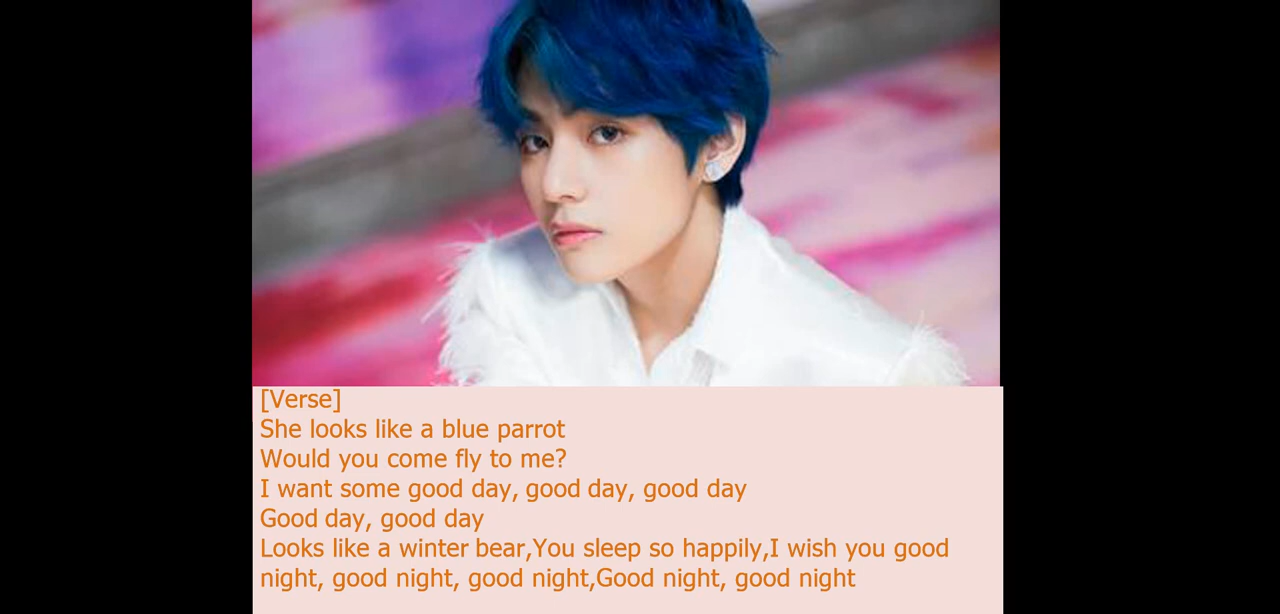 [Verse]
She looks like a blue parrot
Would you come fly to me?
I want some good day, good day, good day
Good day, good day
Looks like a winter bear,You sleep so happily,I wish you good
night, good night, good night,Good night, good night